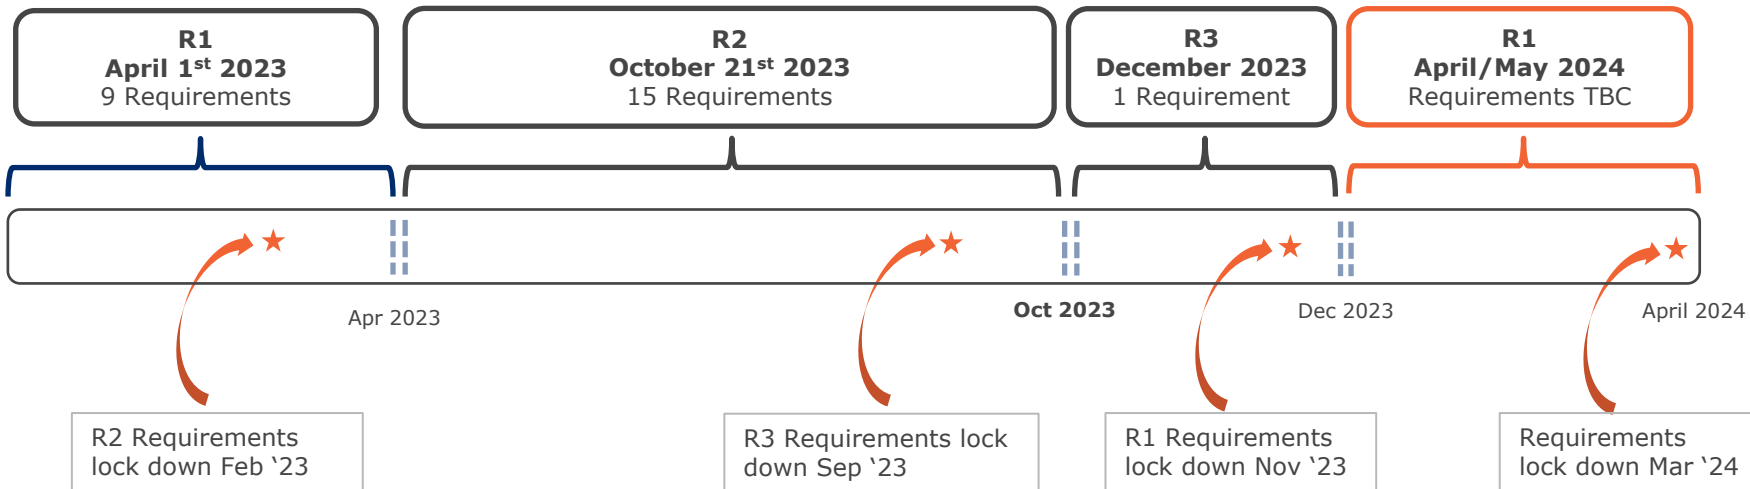 R1
April 1st 2023
9 Requirements
R2
October 21st 2023
15 Requirements
R3
December 2023
1 Requirement
R1
April/May 2024
Requirements TBC
Apr 2023
Oct 2023
Dec 2023
April 2024
R2 Requirements
lock down Feb ‘23
R3 Requirements lock
down Sep ‘23
R1 Requirements
lock down Nov ‘23
Requirements
lock down Mar ‘24